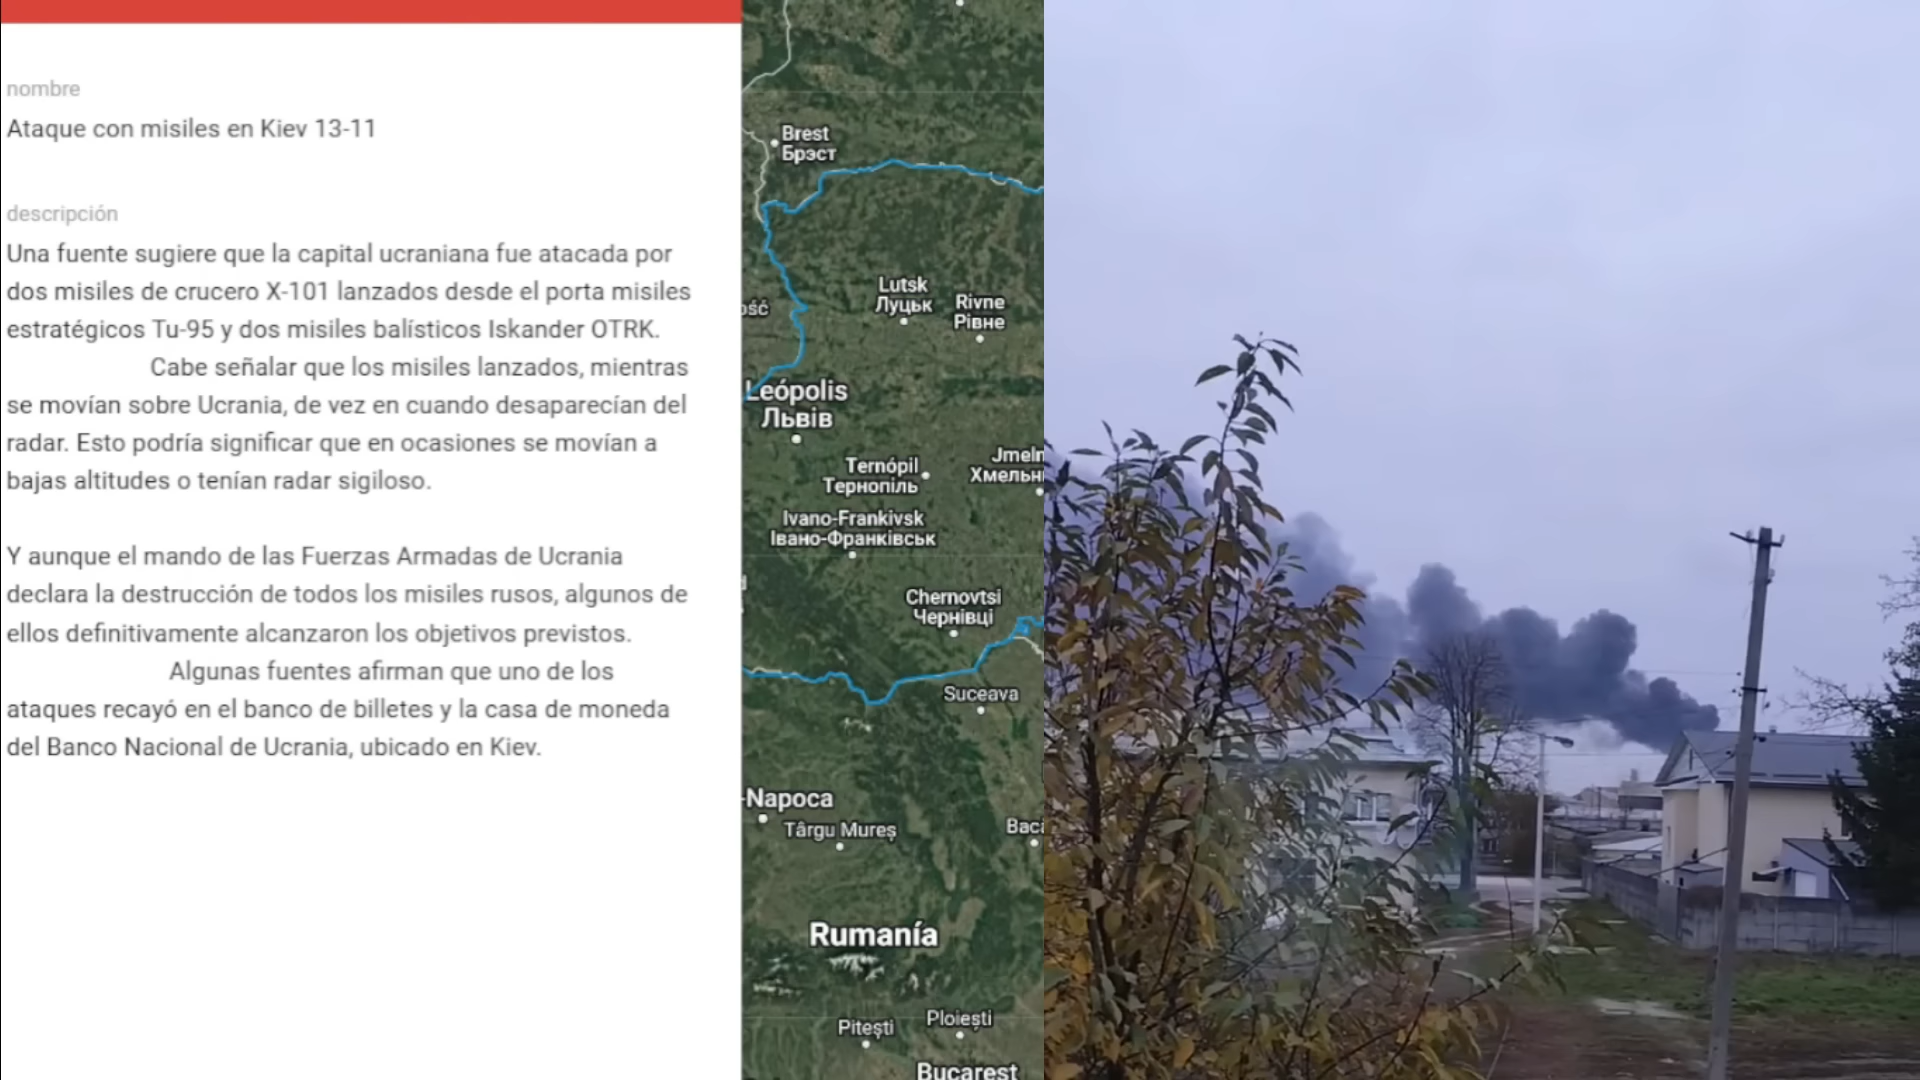 nombre
Ataque con misiles en Kiev 13-11
descripción
Una fuente sugiere que la capital ucraniana fue atacada por
dos misiles de crucero X-101 lanzados desde el porta misiles
estratégicos Tu-95 y dos misiles balísticos Iskander OTRK.
Cabe señalar que los misiles lanzados, mientras
se movían sobre Ucrania, de vez en cuando desaparecían del
radar. Esto podría significar que en ocasiones se movían a
bajas altitudes o tenían radar sigiloso.
Y aunque el mando de las Fuerzas Armadas de Ucrania
declara la destrucción de todos los misiles rusos, algunos de
ellos definitivamente alcanzaron los objetivos previstos.
Algunas fuentes afirman que uno de los
ataques recayó en el banco de billetes y la casa de moneda
del Banco Nacional de Ucrania, ubicado en Kiev.
Brest
Брэст
Lutsk
Луцьк
Rivne
Рівне
ość
Leópolis
Львів
Ternópil
Тернопіль
Jmeln
Хмельн
Ivano-Frankivsk
Івано-Франківськ
Chernovtsi
Чернівці
Suceava
-Napoca
Târgu Mureș
Bacă
Rumanía
Pitești
Ploiești
Bucarest